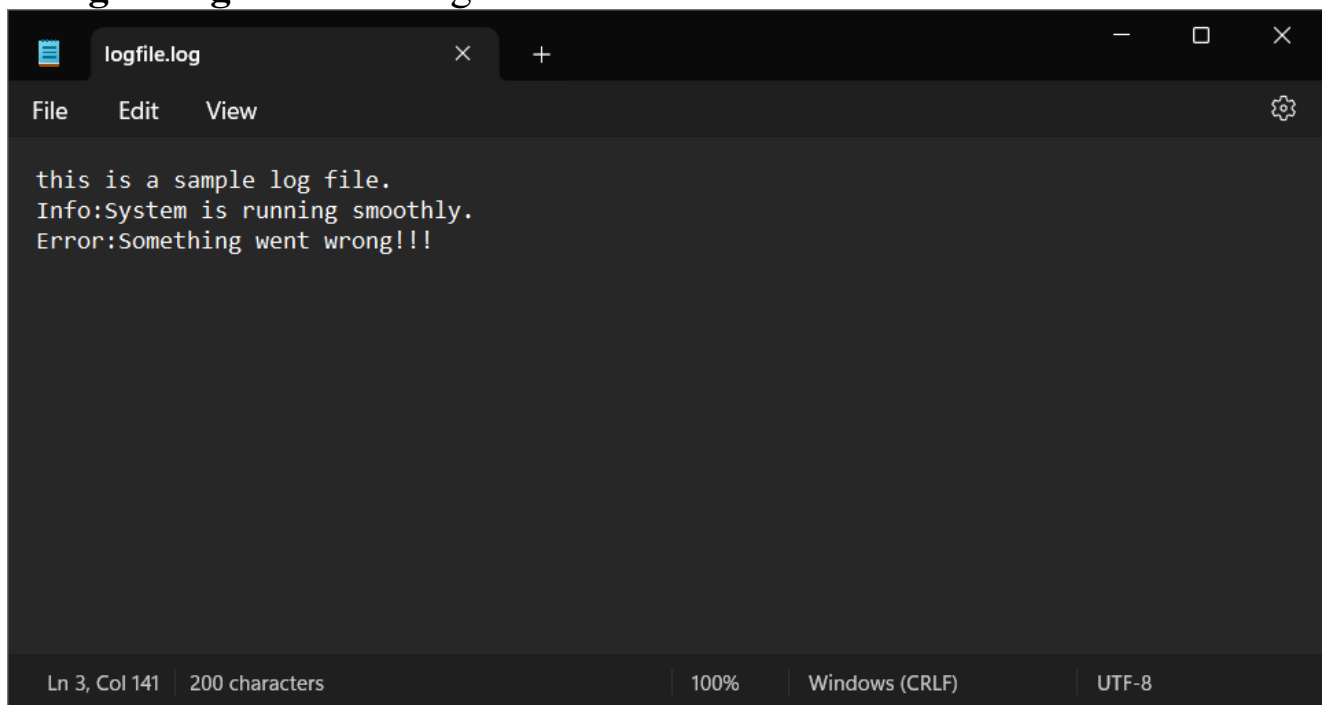 logfile.log
File Edit View
this is a sample log file.
Info:System is running smoothly.
Error:Something went wrong!!!
Ln 3, Col 141 200 characters 100% Windows (CRLF) UTF-8